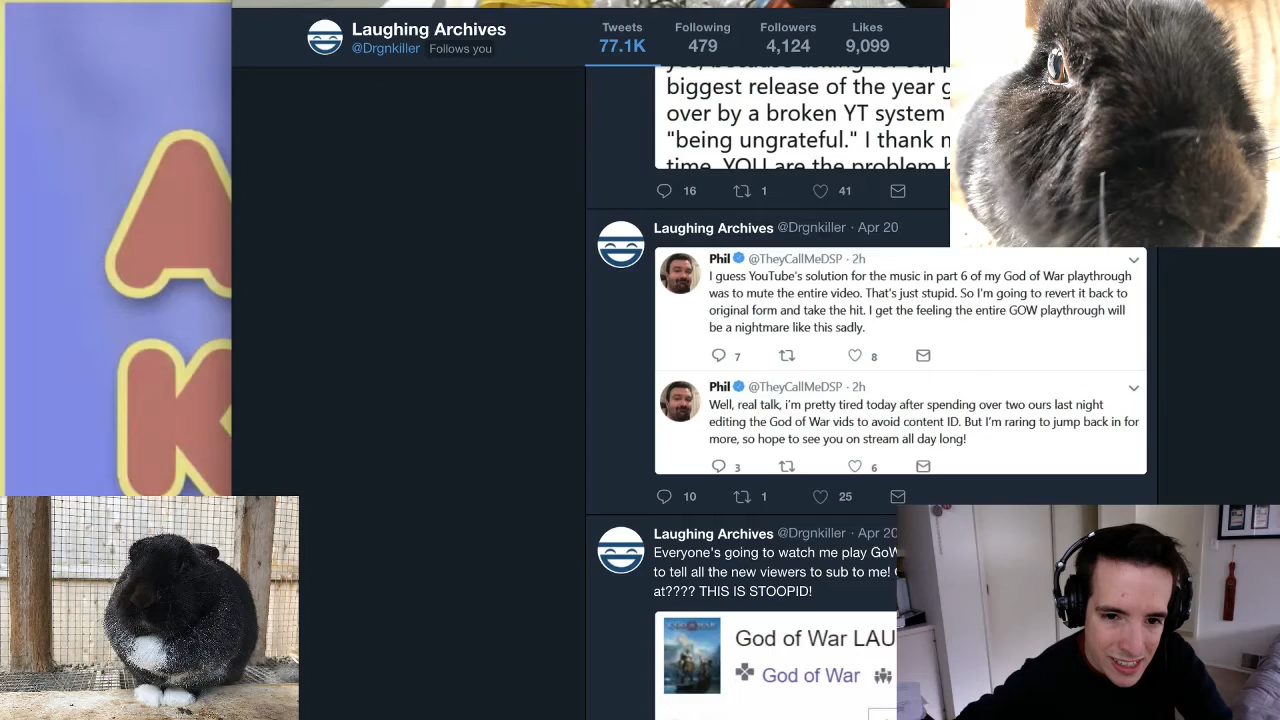 A
K
Laughing Archives
@Drgnkiller Follows you
Tweets
77.1K
Following
479
Followers
4,124
Likes
9,099
biggest release of the year
over by a broken YT system
"being ungrateful." I thank
time. YOU are the problem
16 1 41
Laughing Archives @Drgnkiller · Apr 20
Phil @TheyCallMeDSP · 2h
I guess YouTube's solution for the music in part 6 of my God of War playthrough
was to mute the entire video. That's just stupid. So I'm going to revert it back to
original form and take the hit. I get the feeling the entire GOW playthrough will
be a nightmare like this sadly.
7 8
Phil @TheyCallMeDSP · 2h
Well, real talk, i'm pretty tired today after spending over two ours last night
editing the God of War vids to avoid content ID. But I'm raring to jump back in for
more, so hope to see you on stream all day long!
3 6
10 1 25
Laughing Archives @Drgnkiller · Apr 20
Everyone's going to watch me play GoW
to tell all the new viewers to sub to me!
at???? THIS IS STOOPID!
God of War LAU
God of War